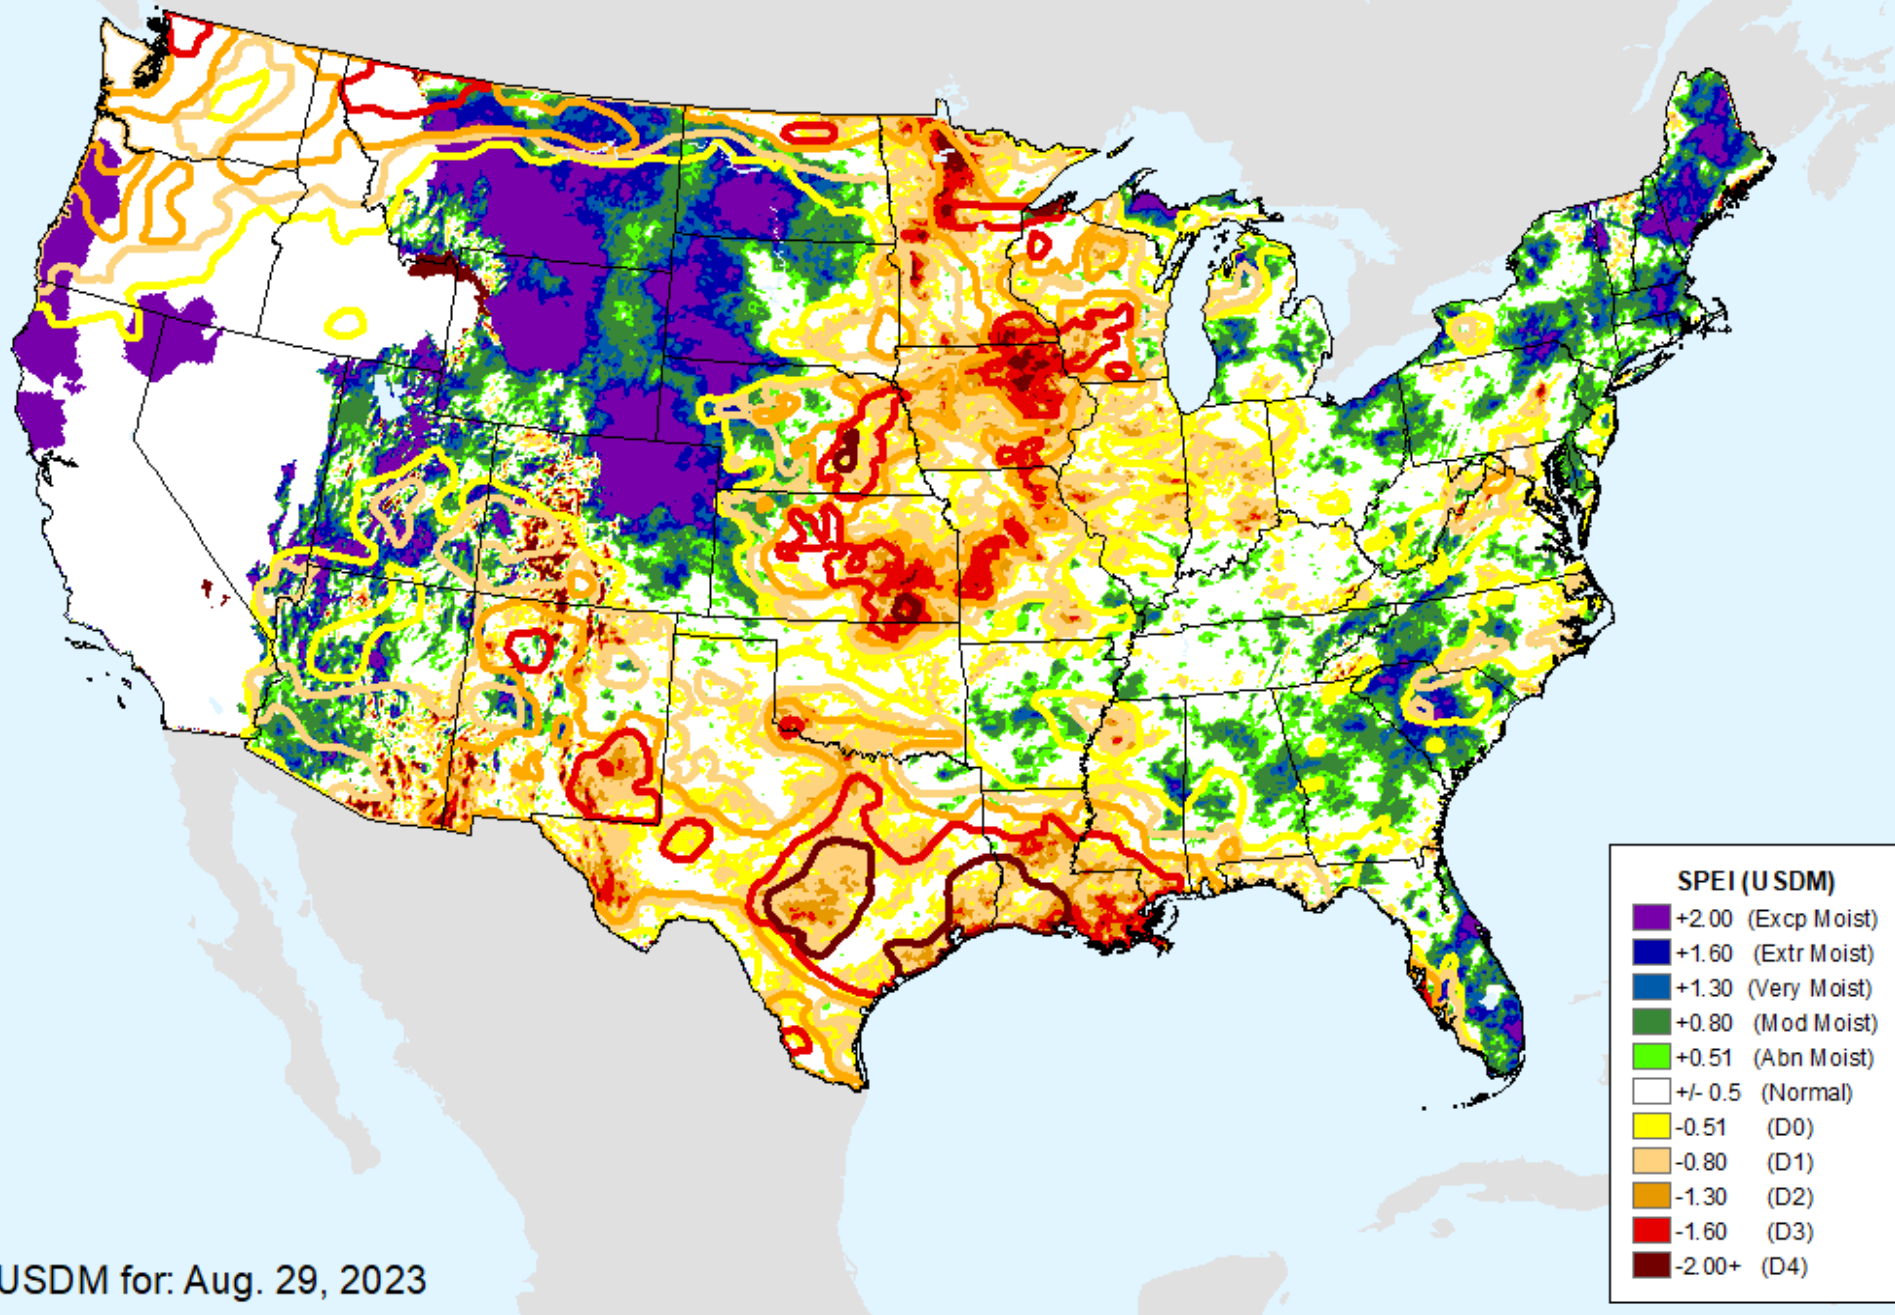 SPEI (USDM)
+2.00 (Excp Moist)
+1.60 (Extr Moist)
+1.30 (Very Moist)
+0.80 (Mod Moist)
+0.51 (Abn Moist)
+/- 0.5 (Normal)
-0.51 (D0)
-0.80 (D1)
-1.30 (D2)
-1.60 (D3)
-2.00+ (D4)
USDM for: Aug. 29, 2023